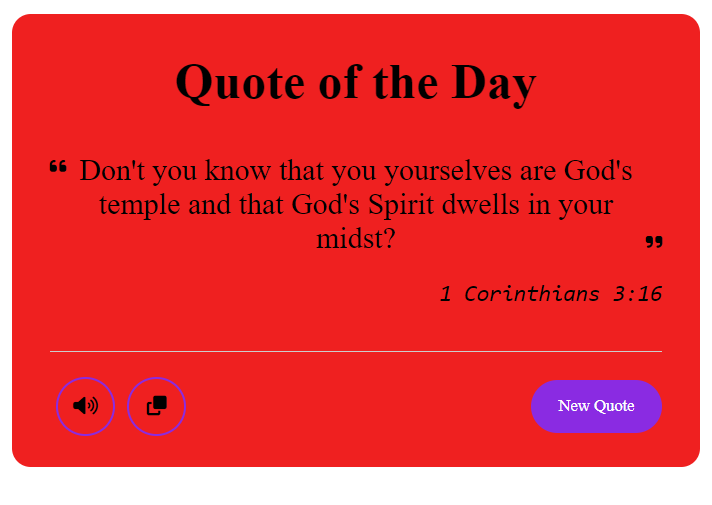 Quote of the Day
❝ Don't you know that you yourselves are God's
temple and that God's Spirit dwells in your
midst? ❞
1 Corinthians 3:16
New Quote